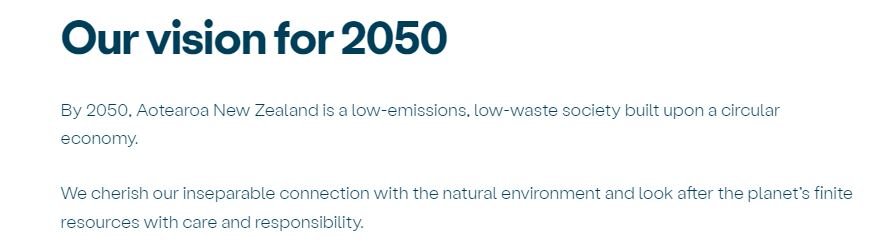 Our vision for 2050
By 2050, Aotearoa New Zealand is a low-emissions, low-waste society built upon a circular
economy.
We cherish our inseparable connection with the natural environment and look after the planet’s finite
resources with care and responsibility.